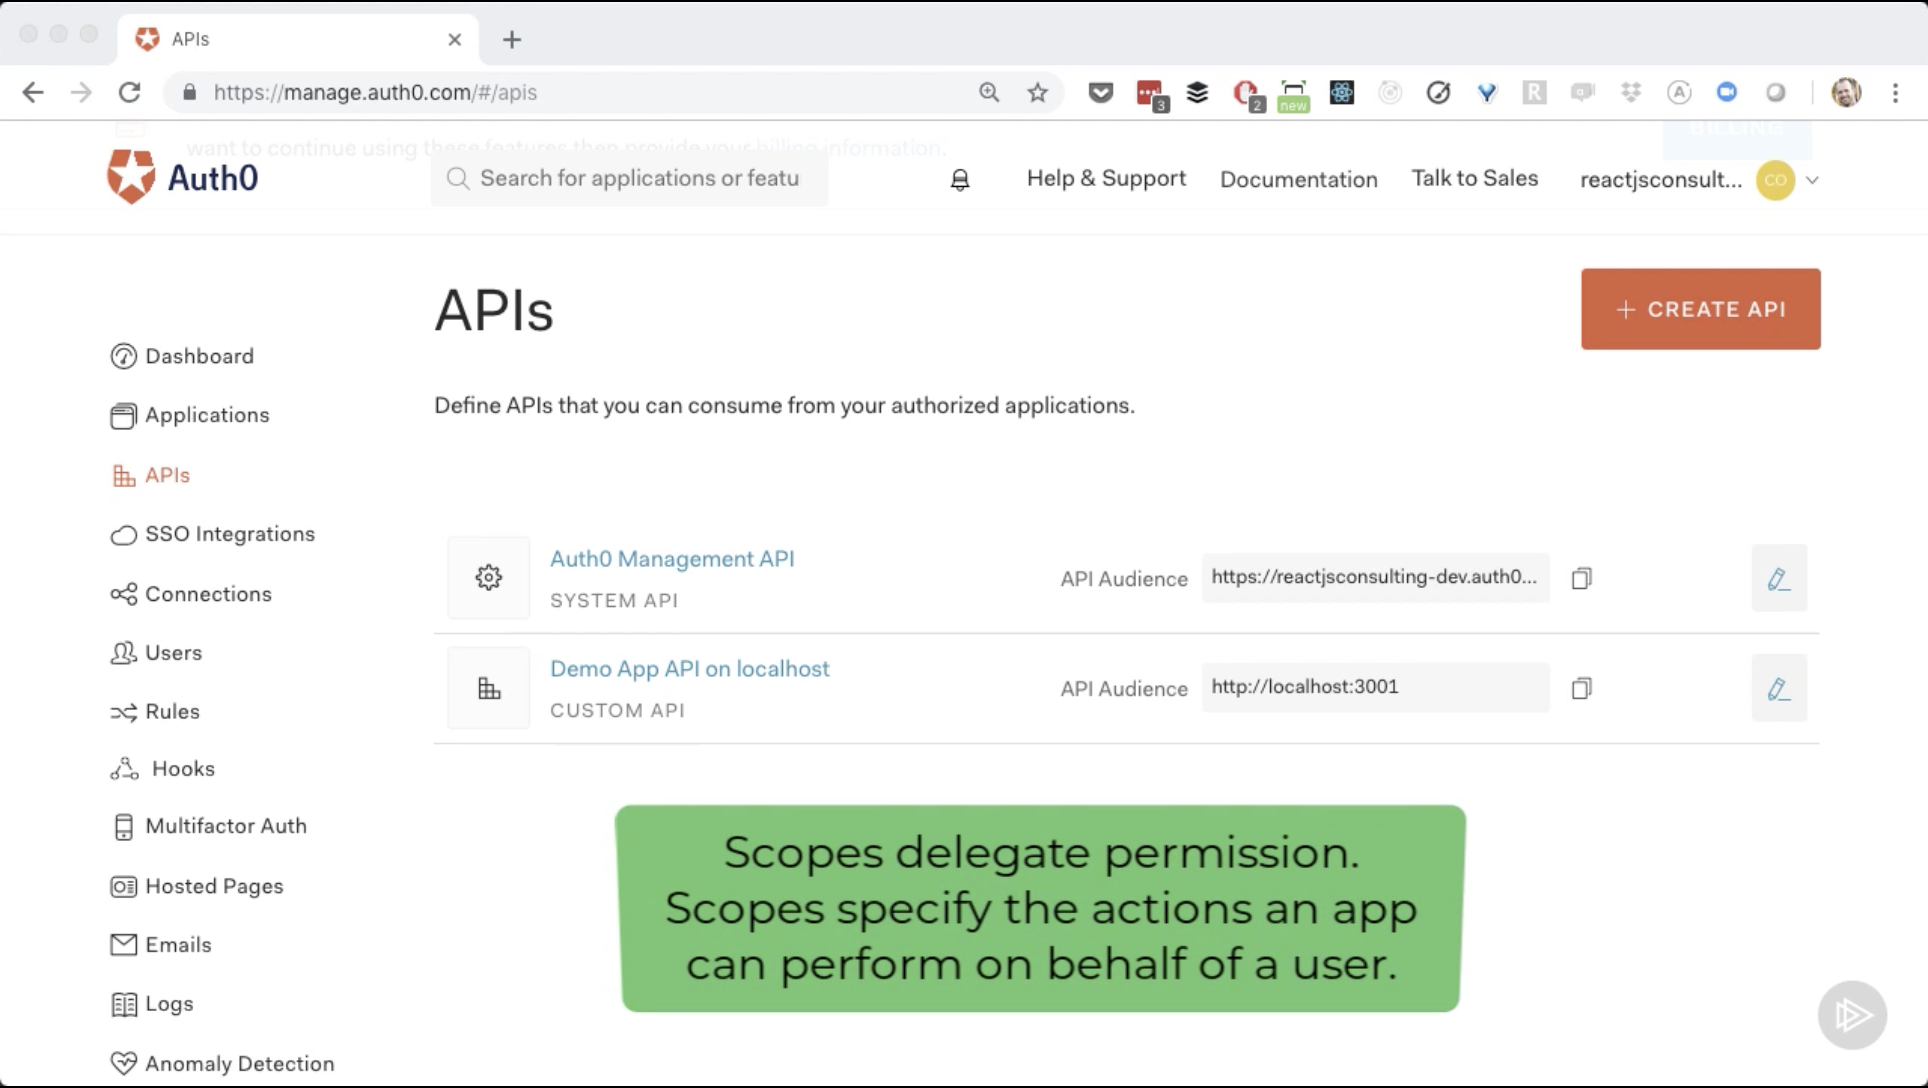 APIs
https://manage.auth0.com/#/apis
3
2
new
R
A
want to continue using these features then provide your billing information.
BILLING
Auth0
Search for applications or featu
Help & Support
Documentation
Talk to Sales
reactjsconsult...
CO
APIs
+ CREATE API
Define APIs that you can consume from your authorized applications.
Dashboard
Applications
APIs
SSO Integrations
Connections
Users
Rules
Hooks
Multifactor Auth
Hosted Pages
Emails
Logs
Anomaly Detection
Auth0 Management API
SYSTEM API
API Audience
https://reactjsconsulting-dev.auth0...
Demo App API on localhost
CUSTOM API
API Audience
http://localhost:3001
Scopes delegate permission.
Scopes specify the actions an app
can perform on behalf of a user.